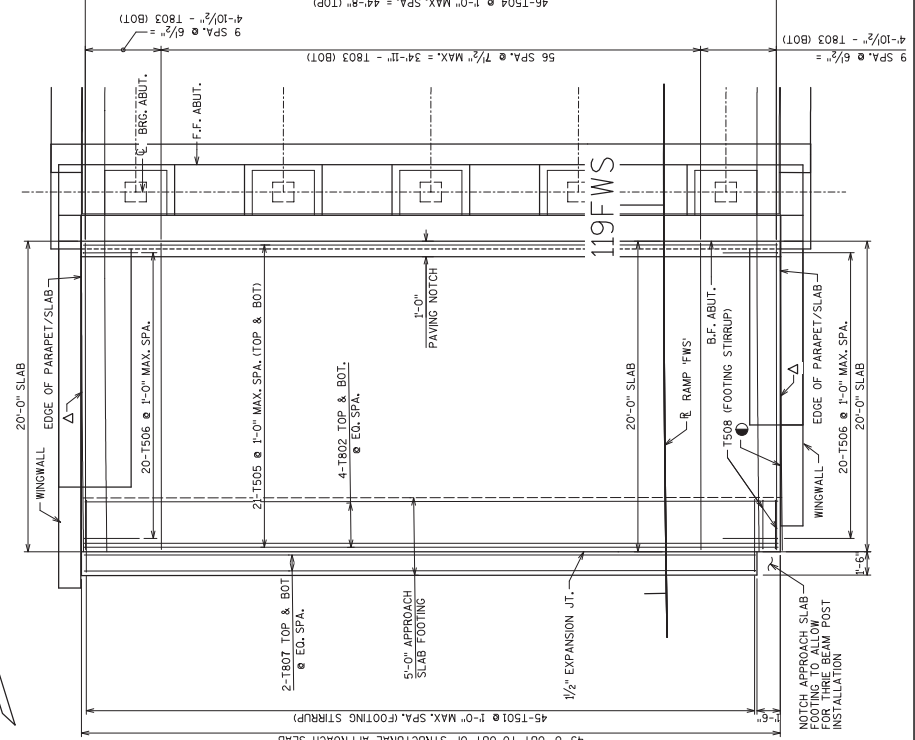 46-T504 @ 1'-0" MAX. SPA. = 44'-8" (TOP)
9 SPA. @ 6½" =
4'-10½" - T803 (BOT)
56 SPA. @ 7½" MAX. = 34'-11" - T803 (BOT)
9 SPA. @ 6½" =
4'-10½" - T803 (BOT)
℄ BRG. ABUT.
F.F. ABUT.
119FWS
20'-0" SLAB
WINGWALL
EDGE OF PARAPET/SLAB
Δ
20-T506 @ 1'-0" MAX. SPA.
21-T505 @ 1'-0" MAX. SPA. (TOP & BOT)
4-T802 TOP & BOT.
@ EQ. SPA.
1'-0"
PAVING NOTCH
20'-0" SLAB
RAMP 'FWS'
B.F. ABUT.
T508 (FOOTING STIRRUP)
Δ
EDGE OF PARAPET/SLAB
WINGWALL
20-T506 @ 1'-0" MAX. SPA.
20'-0" SLAB
1'-6"
2-T807 TOP & BOT
@ EQ. SPA.
5'-0" APPROACH
SLAB FOOTING
1/2" EXPANSION JT.
NOTCH APPROACH SLAB
FOOTING TO ALLOW
FOR THRIE BEAM POST
INSTALLATION
45-T501 @ 1'-0" MAX. SPA. (FOOTING STIRRUP)
1'-6"
OUT TO OUT OF STRUCTURAL APPROACH SLAB